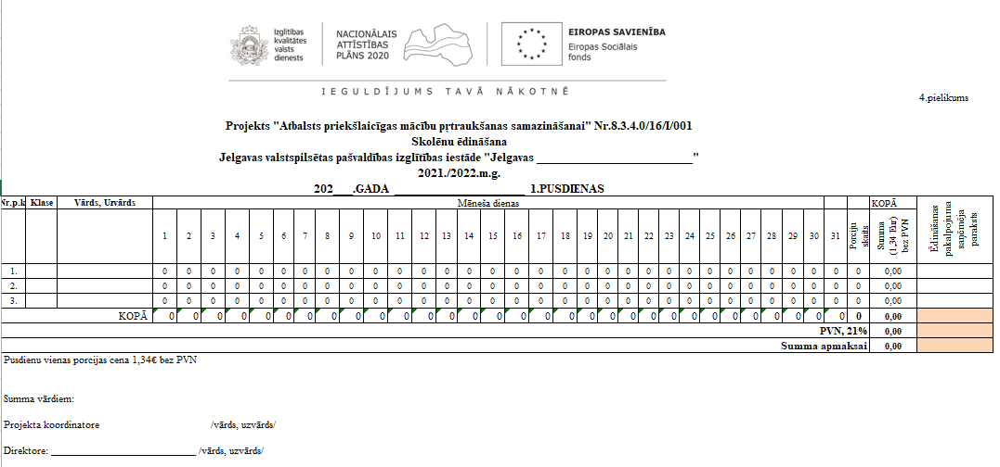 Izglītības
kvalitātes
valsts
dienests
NACIONĀLAIS
ATTĪSTĪBAS
PLĀNS 2020
EIROPAS SAVIENĪBA
Eiropas Sociālais
fonds
IEGULDĪJUMS TAVĀ NĀKOTNĒ
4.pielikums
Projekts "Atbalsts priekšlaicīgas mācību pŗtraukšanas samazināšanai" Nr.8.3.4.0/16/I/001
Skolēnu ēdināšana
Jelgavas valstspilsētas pašvaldības izglītības iestāde "Jelgavas ___________________________"
2021./2022.m.g.
202___.GADA ______________________ 1.PUSDIENAS
Nr.p.k Klase Vārds, Uzvārds Mēneša dienas KOPĀ
1 2 3 4 5 6 7 8 9 10 11 12 13 14 15 16 17 18 19 20 21 22 23 24 25 26 27 28 29 30 31
Porciju
skaits
Summa
(1,34 Eur)
bez PVN
Ēdināšanas
pakalpojuma
saņēmēja
paraksts
1. 0 0 0 0 0 0 0 0 0 0 0 0 0 0 0 0 0 0 0 0 0 0 0 0 0 0 0 0 0 0 0 0 0,00
2. 0 0 0 0 0 0 0 0 0 0 0 0 0 0 0 0 0 0 0 0 0 0 0 0 0 0 0 0 0 0 0 0 0,00
3. 0 0 0 0 0 0 0 0 0 0 0 0 0 0 0 0 0 0 0 0 0 0 0 0 0 0 0 0 0 0 0 0 0,00
KOPĀ 0 0 0 0 0 0 0 0 0 0 0 0 0 0 0 0 0 0 0 0 0 0 0 0 0 0 0 0 0 0 0 0 0,00
PVN, 21% 0,00
Summa apmaksai 0,00
Pusdienu vienas porcijas cena 1,34€ bez PVN
Summa vārdiem:
Projekta koordinatore /vārds, uzvārds/
Direktore: ____________________________ /vārds, uzvārds/